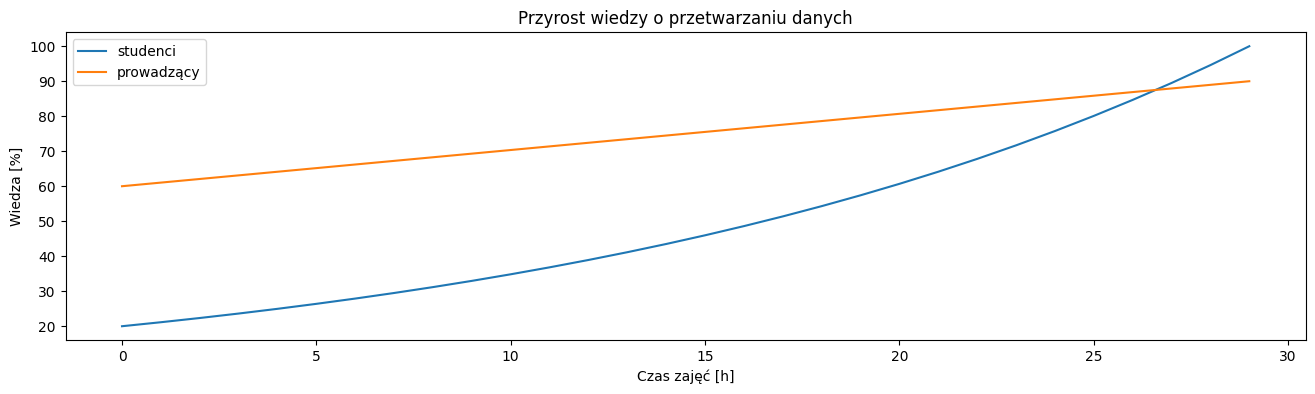 Przyrost wiedzy o przetwarzaniu danych
studenci
prowadzący
100
90
80
70
60
50
40
30
20
Wiedza [%]
0 5 10 15 20 25 30
Czas zajęć [h]